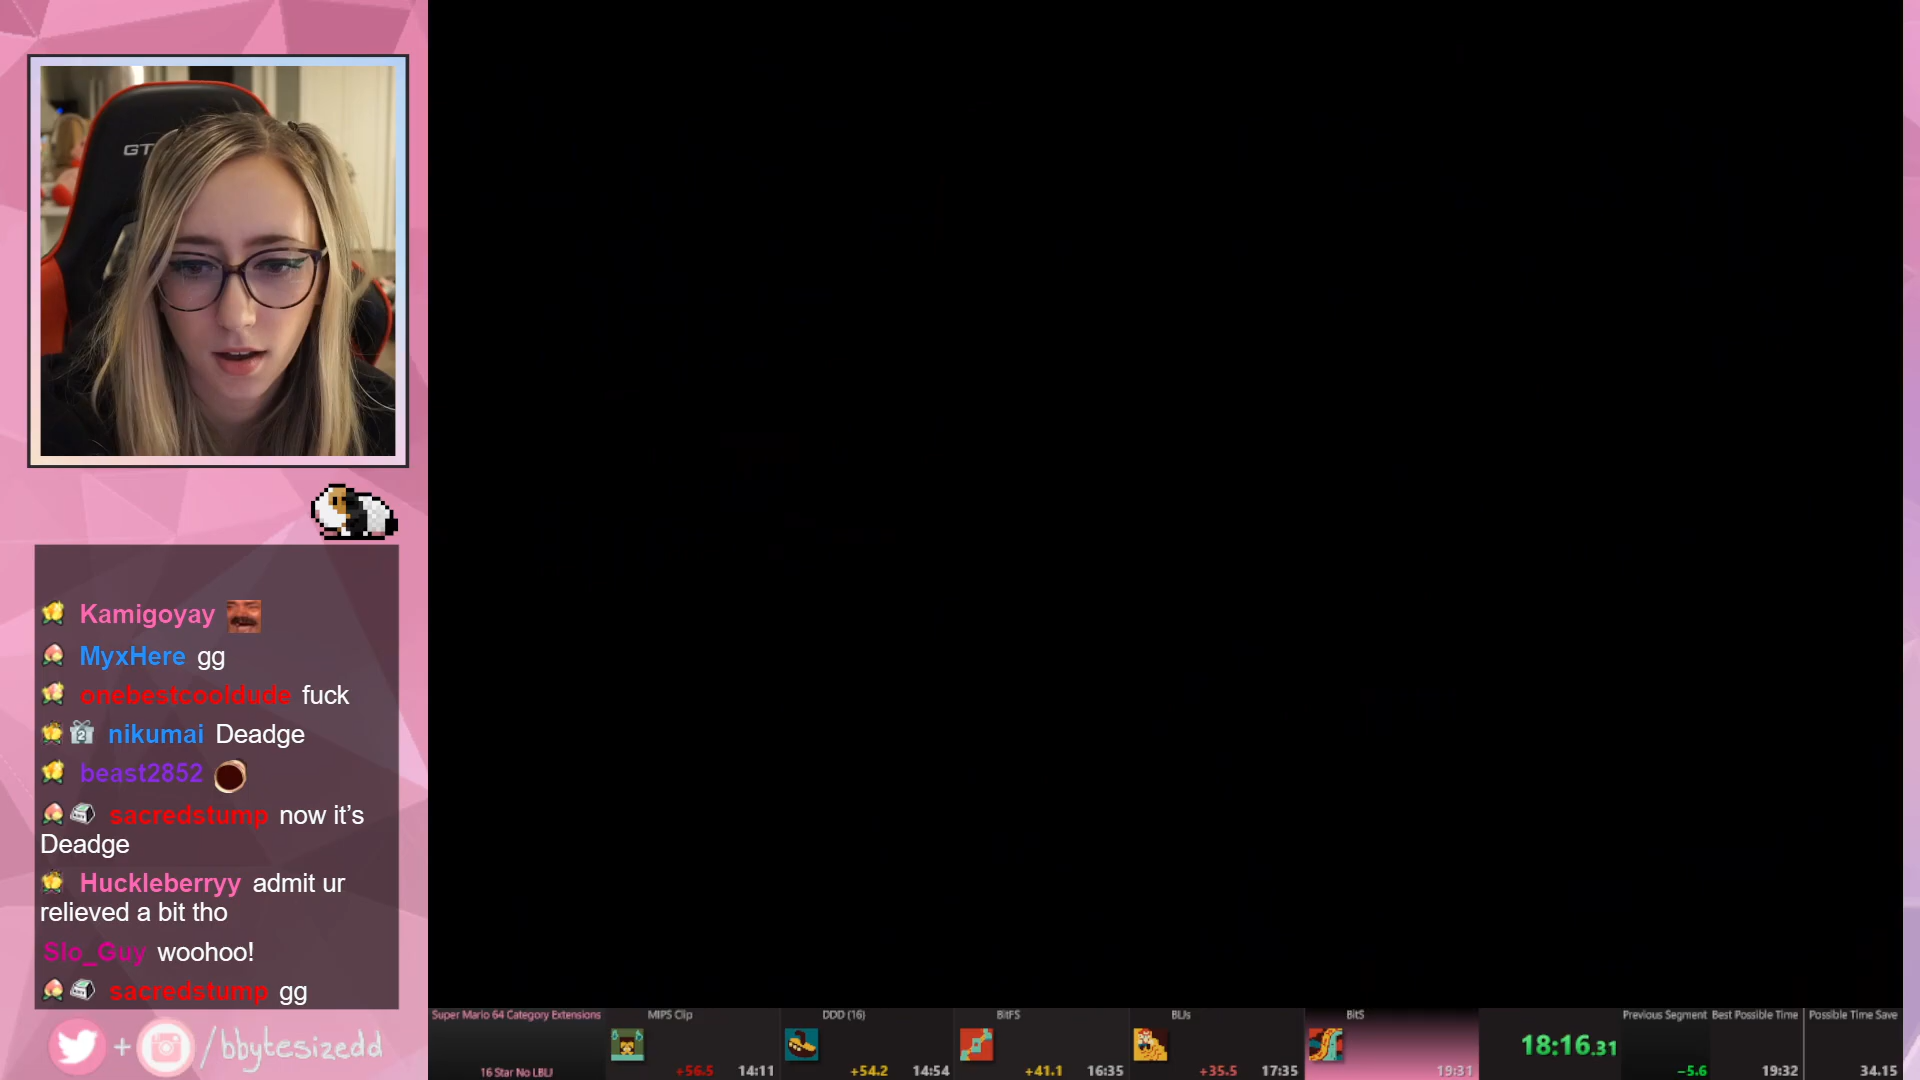 GT
Kamigoyay
MyxHere gg
onebestcooldude fuck
2 nikumai Deadge
beast2852
sacredstump now it's
Deadge
Huckleberryy admit ur
relieved a bit tho
Slo_Guy woohoo!
sacredstump gg
+ /bbytesizedd
Super Mario 64 Category Extensions
16 Star No LBLJ
MIPS Clip
+56.5 14:11
DDD (16)
+54.2 14:54
BitFS
+41.1 16:35
BLJs
+35.5 17:35
BitS
19:31
18:16.31
Previous Segment
-5.6
Best Possible Time
19:32
Possible Time Save
34.15